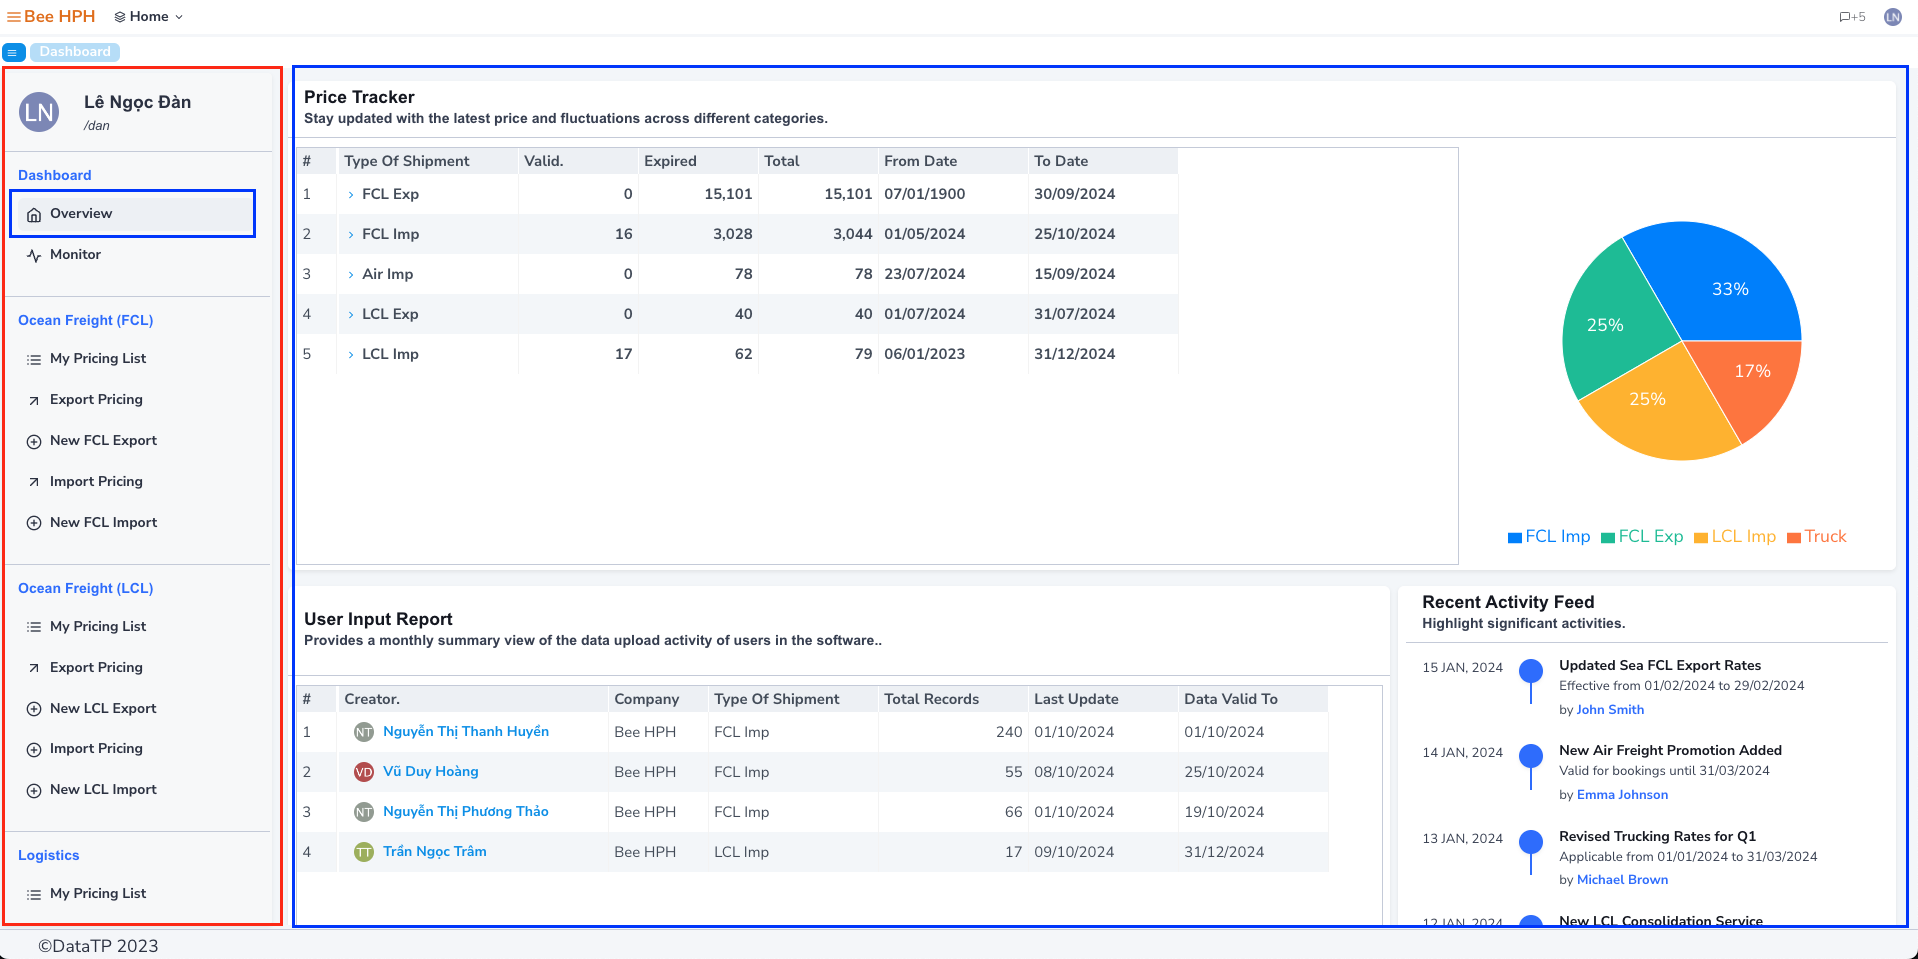 Bee HPH Home +5 LN
Dashboard
LN Lê Ngọc Đàn
/dan
Dashboard
Overview
Monitor
Ocean Freight (FCL)
My Pricing List
Export Pricing
New FCL Export
Import Pricing
New FCL Import
Ocean Freight (LCL)
My Pricing List
Export Pricing
New LCL Export
Import Pricing
New LCL Import
Logistics
My Pricing List
Price Tracker
Stay updated with the latest price and fluctuations across different categories.
# Type Of Shipment Valid. Expired Total From Date To Date
1 FCL Exp 0 15,101 15,101 07/01/1900 30/09/2024
2 FCL Imp 16 3,028 3,044 01/05/2024 25/10/2024
3 Air Imp 0 78 78 23/07/2024 15/09/2024
4 LCL Exp 0 40 40 01/07/2024 31/07/2024
5 LCL Imp 17 62 79 06/01/2023 31/12/2024
33%
25%
17%
25%
FCL Imp FCL Exp LCL Imp Truck
User Input Report
Provides a monthly summary view of the data upload activity of users in the software..
# Creator. Company Type Of Shipment Total Records Last Update Data Valid To
1 NT Nguyễn Thị Thanh Huyền Bee HPH FCL Imp 240 01/10/2024 01/10/2024
2 VD Vũ Duy Hoàng Bee HPH FCL Imp 55 08/10/2024 25/10/2024
3 NT Nguyễn Thị Phương Thảo Bee HPH FCL Imp 66 01/10/2024 19/10/2024
4 TT Trần Ngọc Trâm Bee HPH LCL Imp 17 09/10/2024 31/12/2024
Recent Activity Feed
Highlight significant activities.
15 JAN, 2024 Updated Sea FCL Export Rates
Effective from 01/02/2024 to 29/02/2024
by John Smith
14 JAN, 2024 New Air Freight Promotion Added
Valid for bookings until 31/03/2024
by Emma Johnson
13 JAN, 2024 Revised Trucking Rates for Q1
Applicable from 01/01/2024 to 31/03/2024
by Michael Brown
12 JAN, 2024 New LCL Consolidation Service
©DataTP 2023